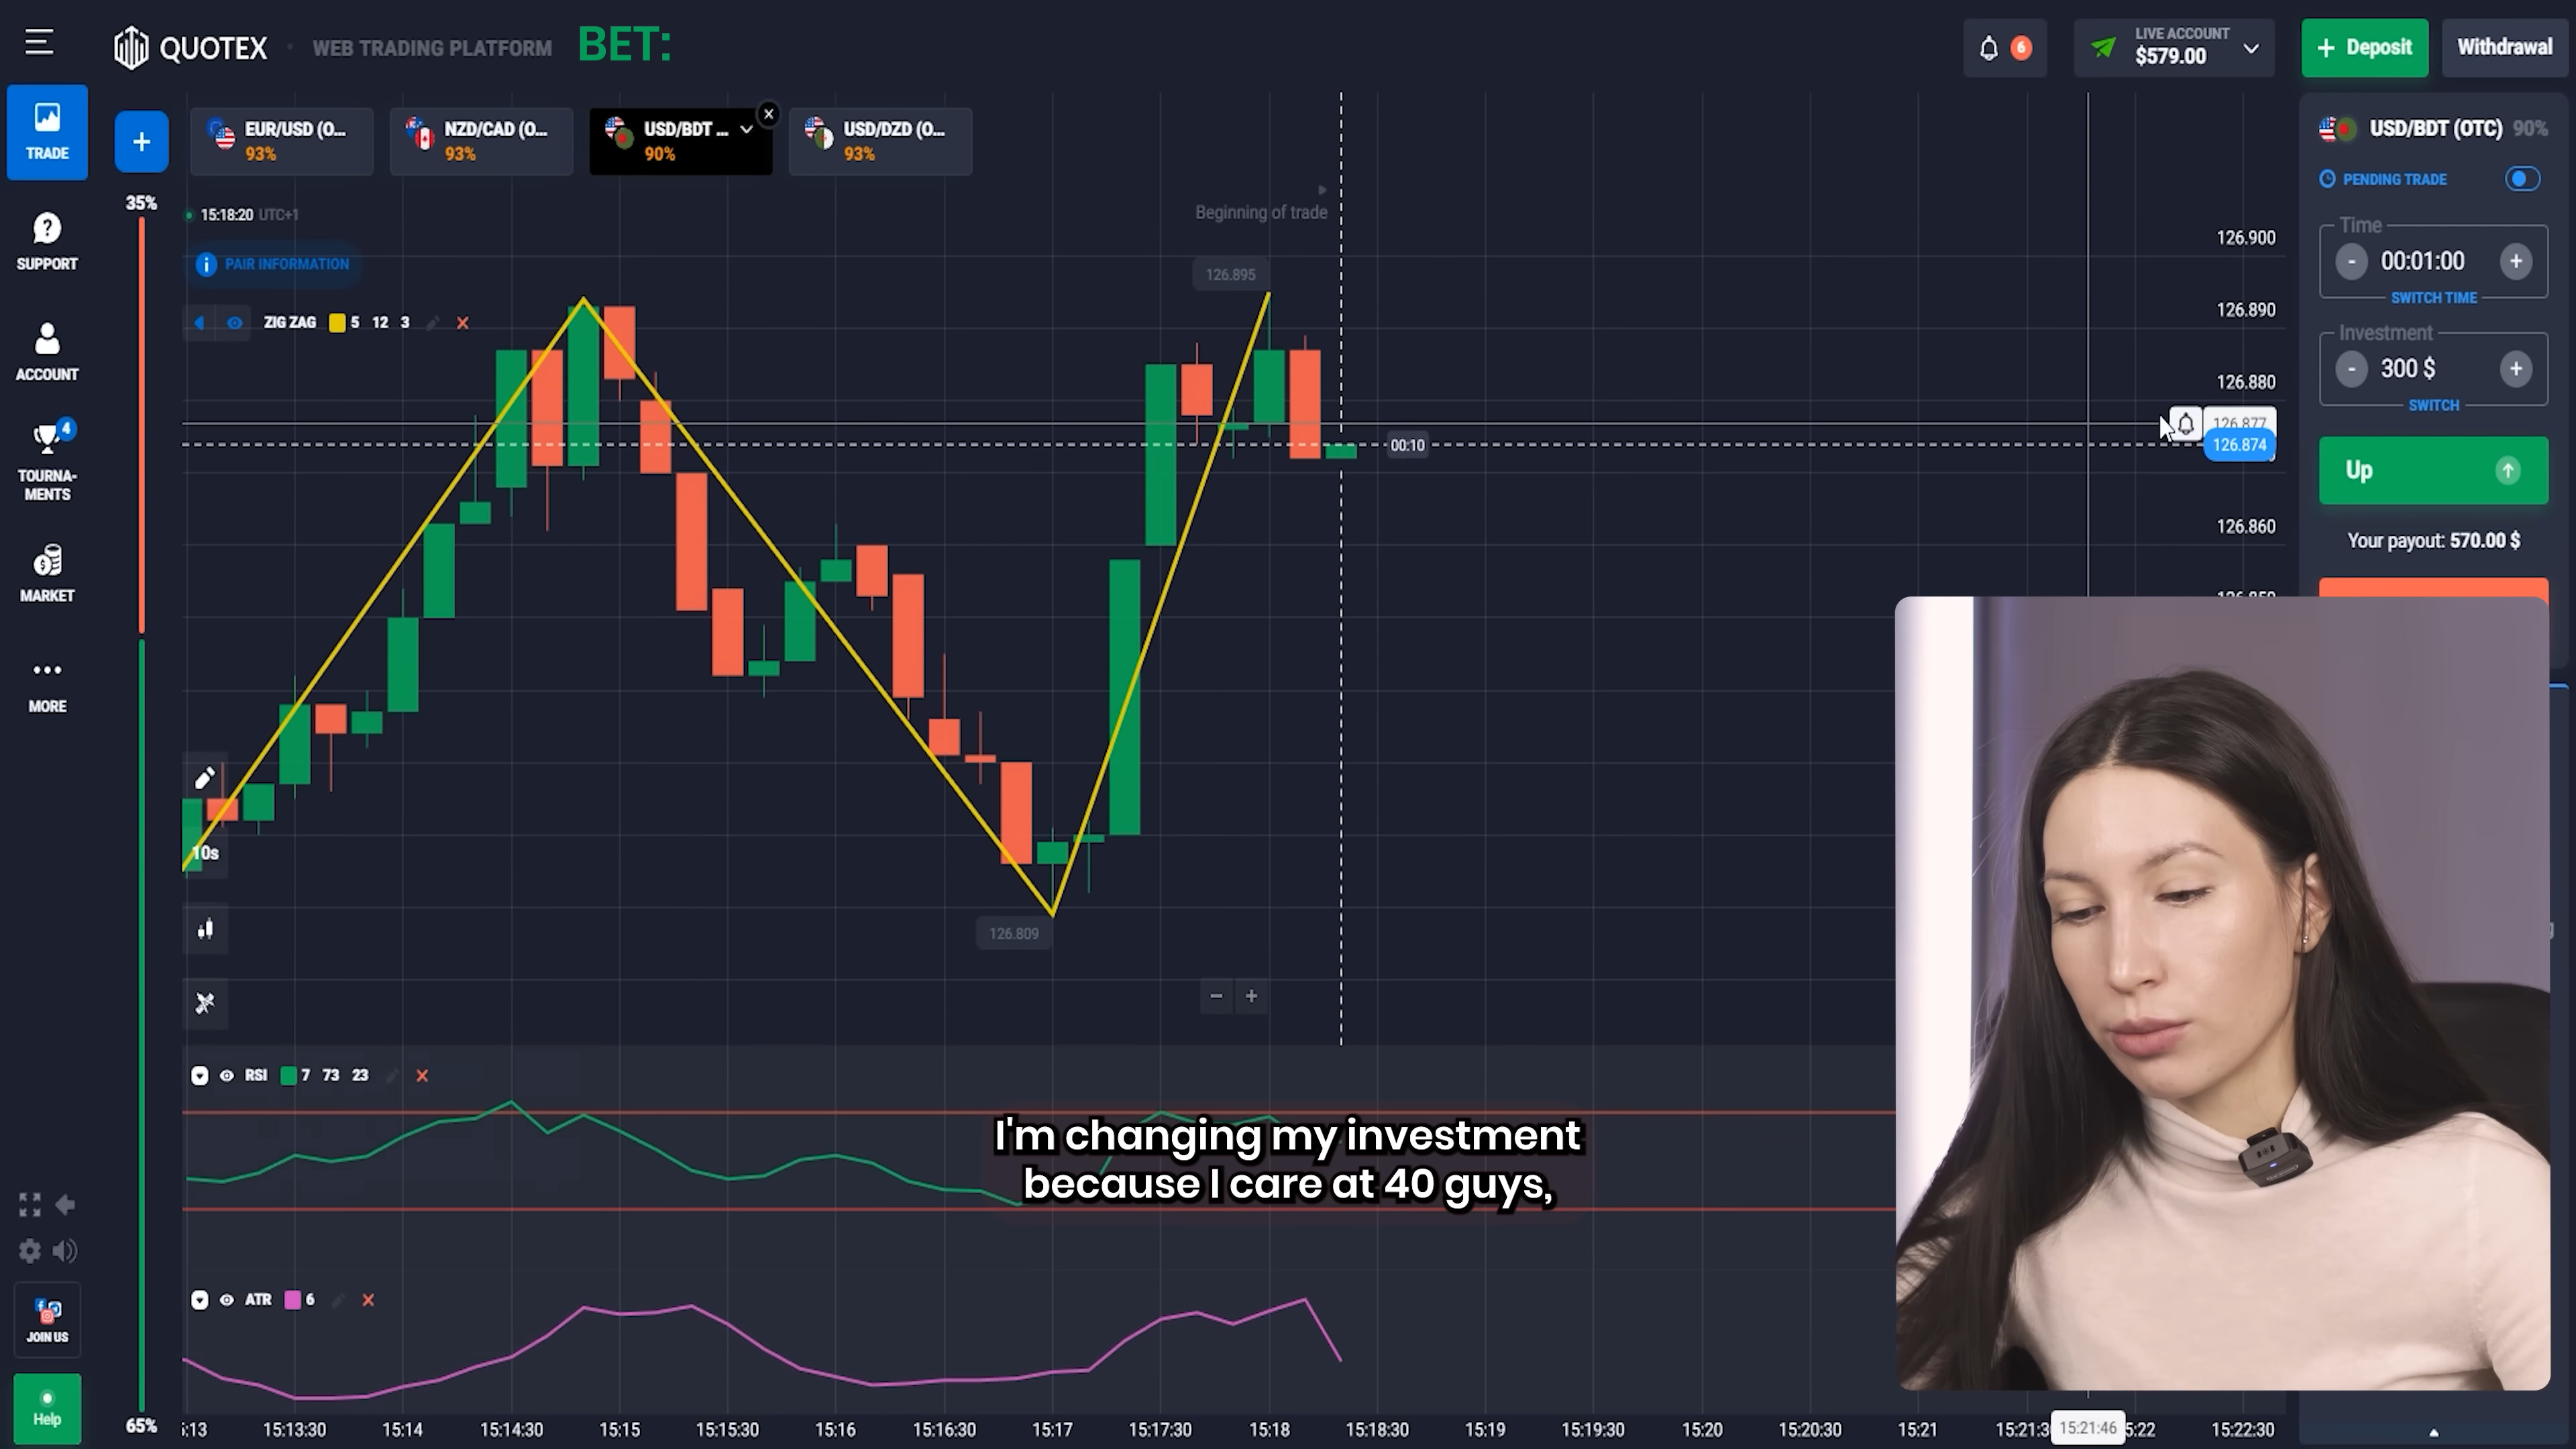 QUOTEX
WEB TRADING PLATFORM
BET:
6
LIVE ACCOUNT
$579.00
Deposit
Withdrawal
TRADE
+
EUR/USD (O...
93%
NZD/CAD (O...
93%
USD/BDT ...
90%
USD/DZD (O...
93%
USD/BDT (OTC) 90%
35%
15:18:20 UTC+1
Beginning of trade
PENDING TRADE
SUPPORT
PAIR INFORMATION
126.895
126.900
Time
- 00:01:00 +
SWITCH TIME
ZIG ZAG 5 12 3
126.890
Investment
- 300 $ +
SWITCH
ACCOUNT
126.880
126.877
126.874
00:10
4
TOURNA-
MENTS
Up
126.860
Your payout: 570.00 $
MARKET
MORE
10s
126.809
- +
RSI 7 73 23
I'm changing my investment
because I care at 40 guys,
ATR 6
JOIN US
Help
65%
15:13:30
15:14
15:14:30
15:15
15:15:30
15:16
15:16:30
15:17
15:17:30
15:18
15:18:30
15:19
15:19:30
15:20
15:20:30
15:21
15:21:46
15:22:30